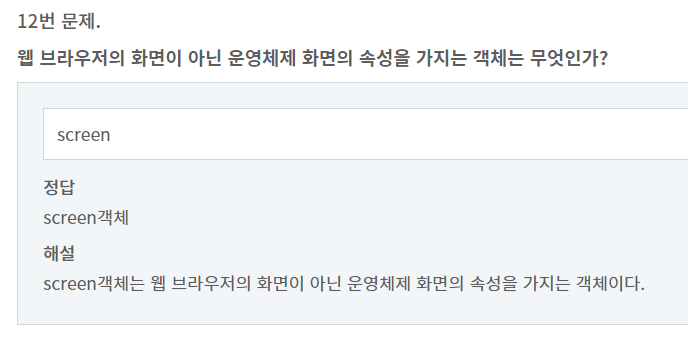 12번 문제.
웹 브라우저의 화면이 아닌 운영체제 화면의 속성을 가지는 객체는 무엇인가?
screen
정답
screen객체
해설
screen객체는 웹 브라우저의 화면이 아닌 운영체제 화면의 속성을 가지는 객체이다.